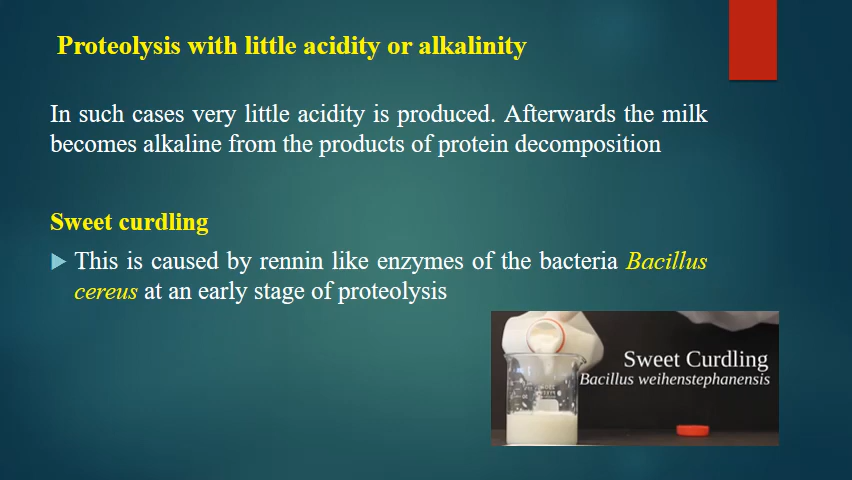 Proteolysis with little acidity or alkalinity
In such cases very little acidity is produced. Afterwards the milk
becomes alkaline from the products of protein decomposition
Sweet curdling
This is caused by rennin like enzymes of the bacteria Bacillus
cereus at an early stage of proteolysis
Sweet Curdling
Bacillus weihenstephanensis